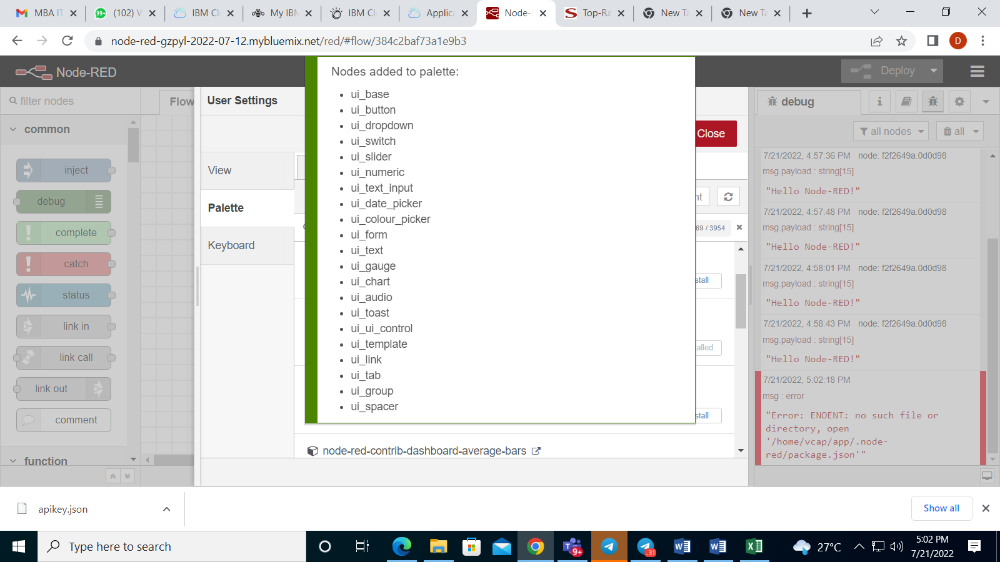 MBA IT
(102) W
IBM Cl
My IBM
IBM Cl
Applica
Node-
Top-Ra
New Ta
New Ta
node-red-gzpyl-2022-07-12.mybluemix.net/red/#flow/384c2baf73a1e9b3
D
Node-RED
Deploy
filter nodes
Flow
common
inject
debug
complete
catch
status
link in
link call
link out
comment
function
User Settings
Close
View
Palette
Keyboard
nt
69 / 3954
stall
alled
stall
node-red-contrib-dashboard-average-bars
Nodes added to palette:
ui_base
ui_button
ui_dropdown
ui_switch
ui_slider
ui_numeric
ui_text_input
ui_date_picker
ui_colour_picker
ui_form
ui_text
ui_gauge
ui_chart
ui_audio
ui_toast
ui_ui_control
ui_template
ui_link
ui_tab
ui_group
ui_spacer
debug
i
all nodes
all
7/21/2022, 4:57:36 PM node: f2f2649a.0d0d98
msg.payload : string[15]
"Hello Node-RED!"
7/21/2022, 4:57:48 PM node: f2f2649a.0d0d98
msg.payload : string[15]
"Hello Node-RED!"
7/21/2022, 4:58:01 PM node: f2f2649a.0d0d98
msg.payload : string[15]
"Hello Node-RED!"
7/21/2022, 4:58:43 PM node: f2f2649a.0d0d98
msg.payload : string[15]
"Hello Node-RED!"
7/21/2022, 5:02:18 PM
msg : error
"Error: ENOENT: no such file or
directory, open
'/home/vcap/app/.node-
red/package.json'"
apikey.json
Show all
Type here to search
9+
.31
27°C
5:02 PM
7/21/2022